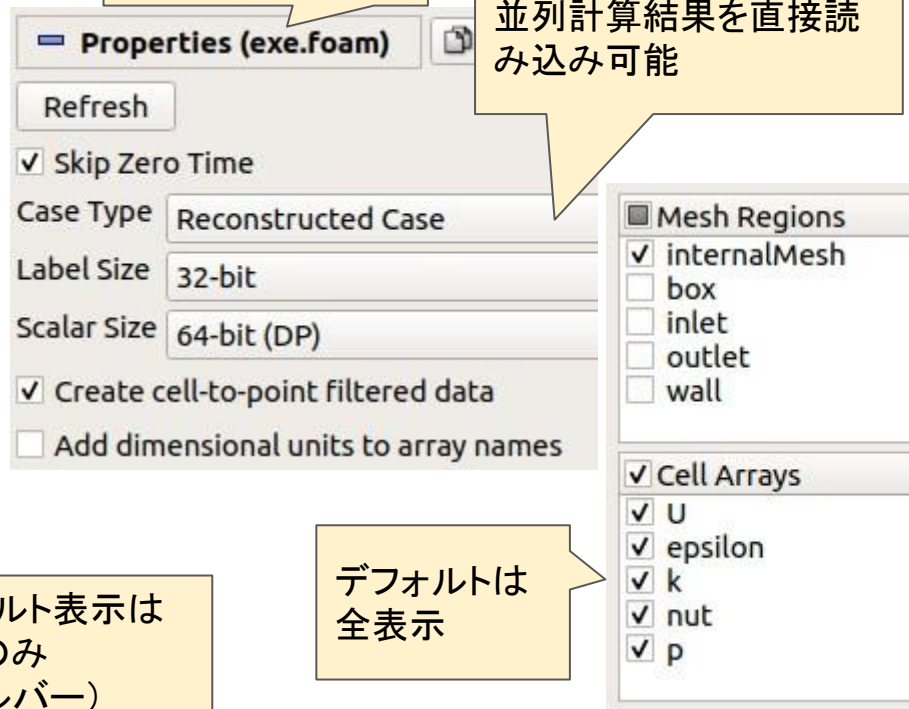 並列計算結果を直接読
み込み可能
Properties (exe.foam)
Refresh
Skip Zero Time
Case Type Reconstructed Case
Label Size 32-bit
Scalar Size 64-bit (DP)
Create cell-to-point filtered data
Add dimensional units to array names
Mesh Regions
internalMesh
box
inlet
outlet
wall
Cell Arrays
U
epsilon
k
nut
p
デフォルトは
全表示
ルト表示は
のみ
バー）